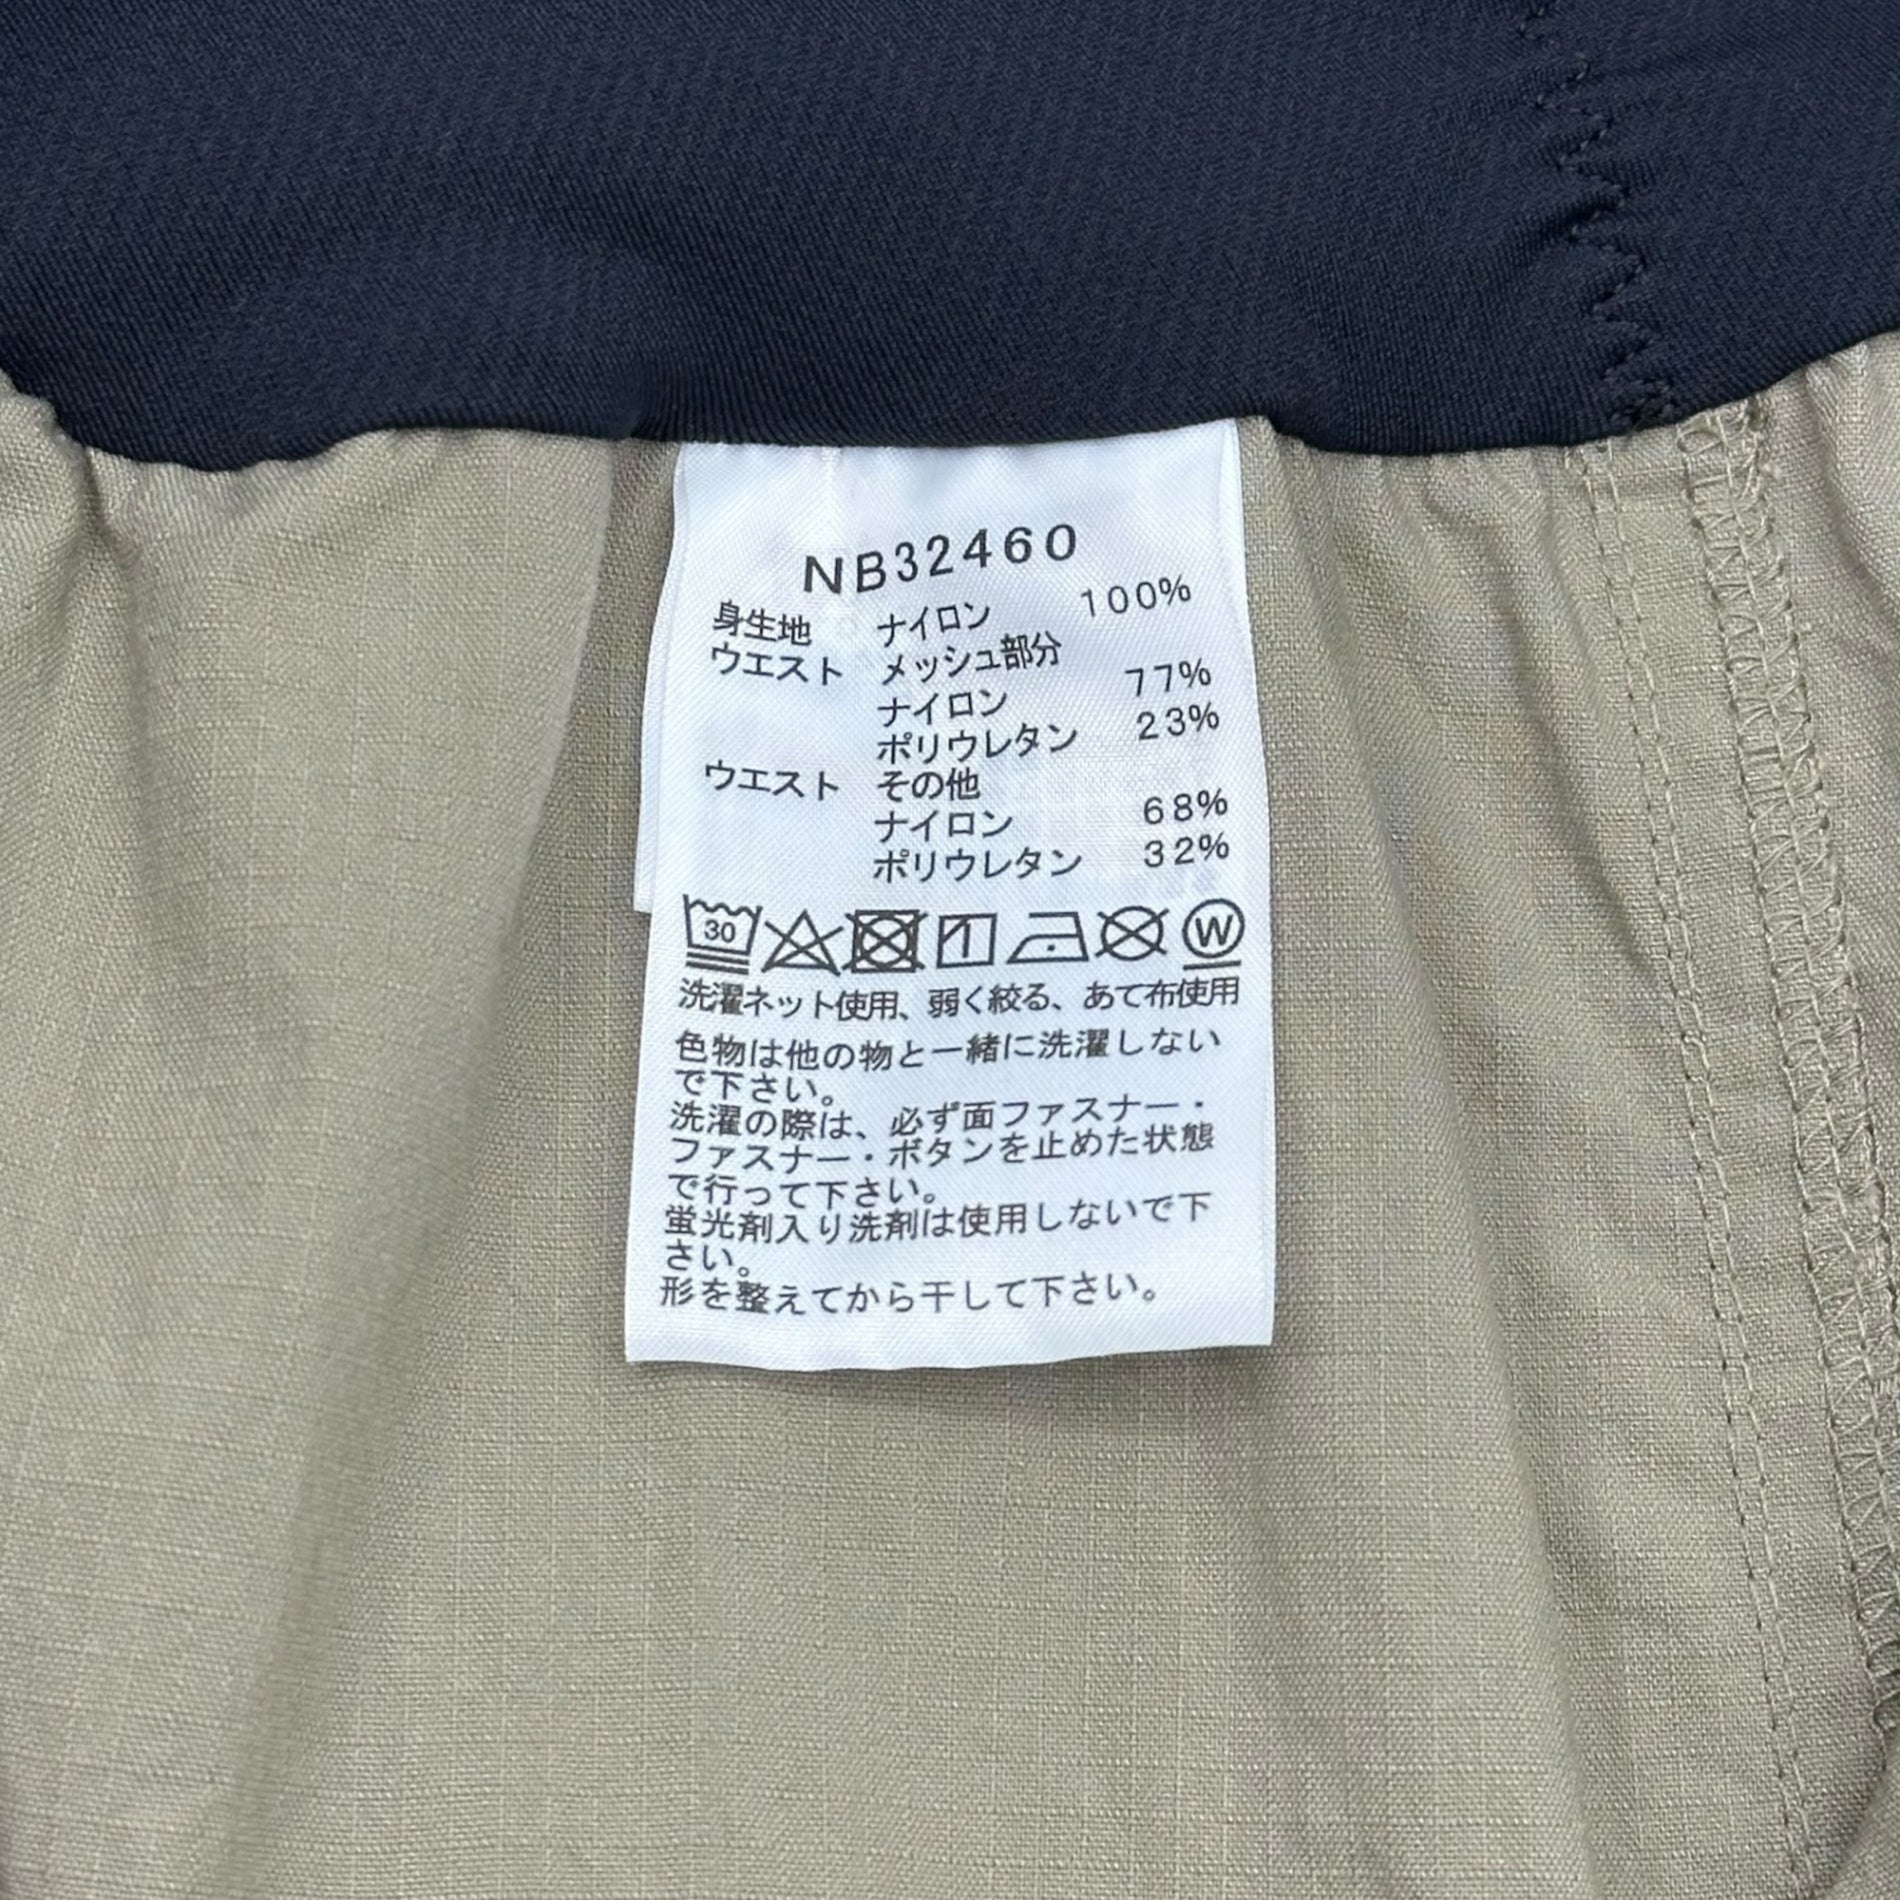 NB32460
身生地 ナイロン 100%
ウエスト メッシュ部分
ナイロン 77%
ポリウレタン 23%
ウエスト その他
ナイロン 68%
ポリウレタン 32%
30 W
洗濯ネット使用、弱く絞る、あて布使用
色物は他の物と一緒に洗濯しない
で下さい。
洗濯の際は、必ず面ファスナー・
ファスナー・ボタンを止めた状態
で行って下さい。
蛍光剤入り洗剤は使用しないで下
さい。
形を整えてから干して下さい。